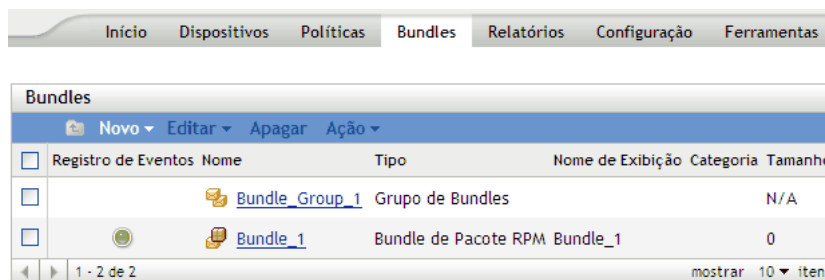 Início Dispositivos Políticas Bundles Relatórios Configuração Ferramentas
Bundles
Novo Editar Apagar Ação
Registro de Eventos Nome Tipo Nome de Exibição Categoria Tamanho
Bundle_Group_1 Grupo de Bundles N/A
Bundle_1 Bundle de Pacote RPM Bundle_1 0
1 - 2 de 2 mostrar 10 iten